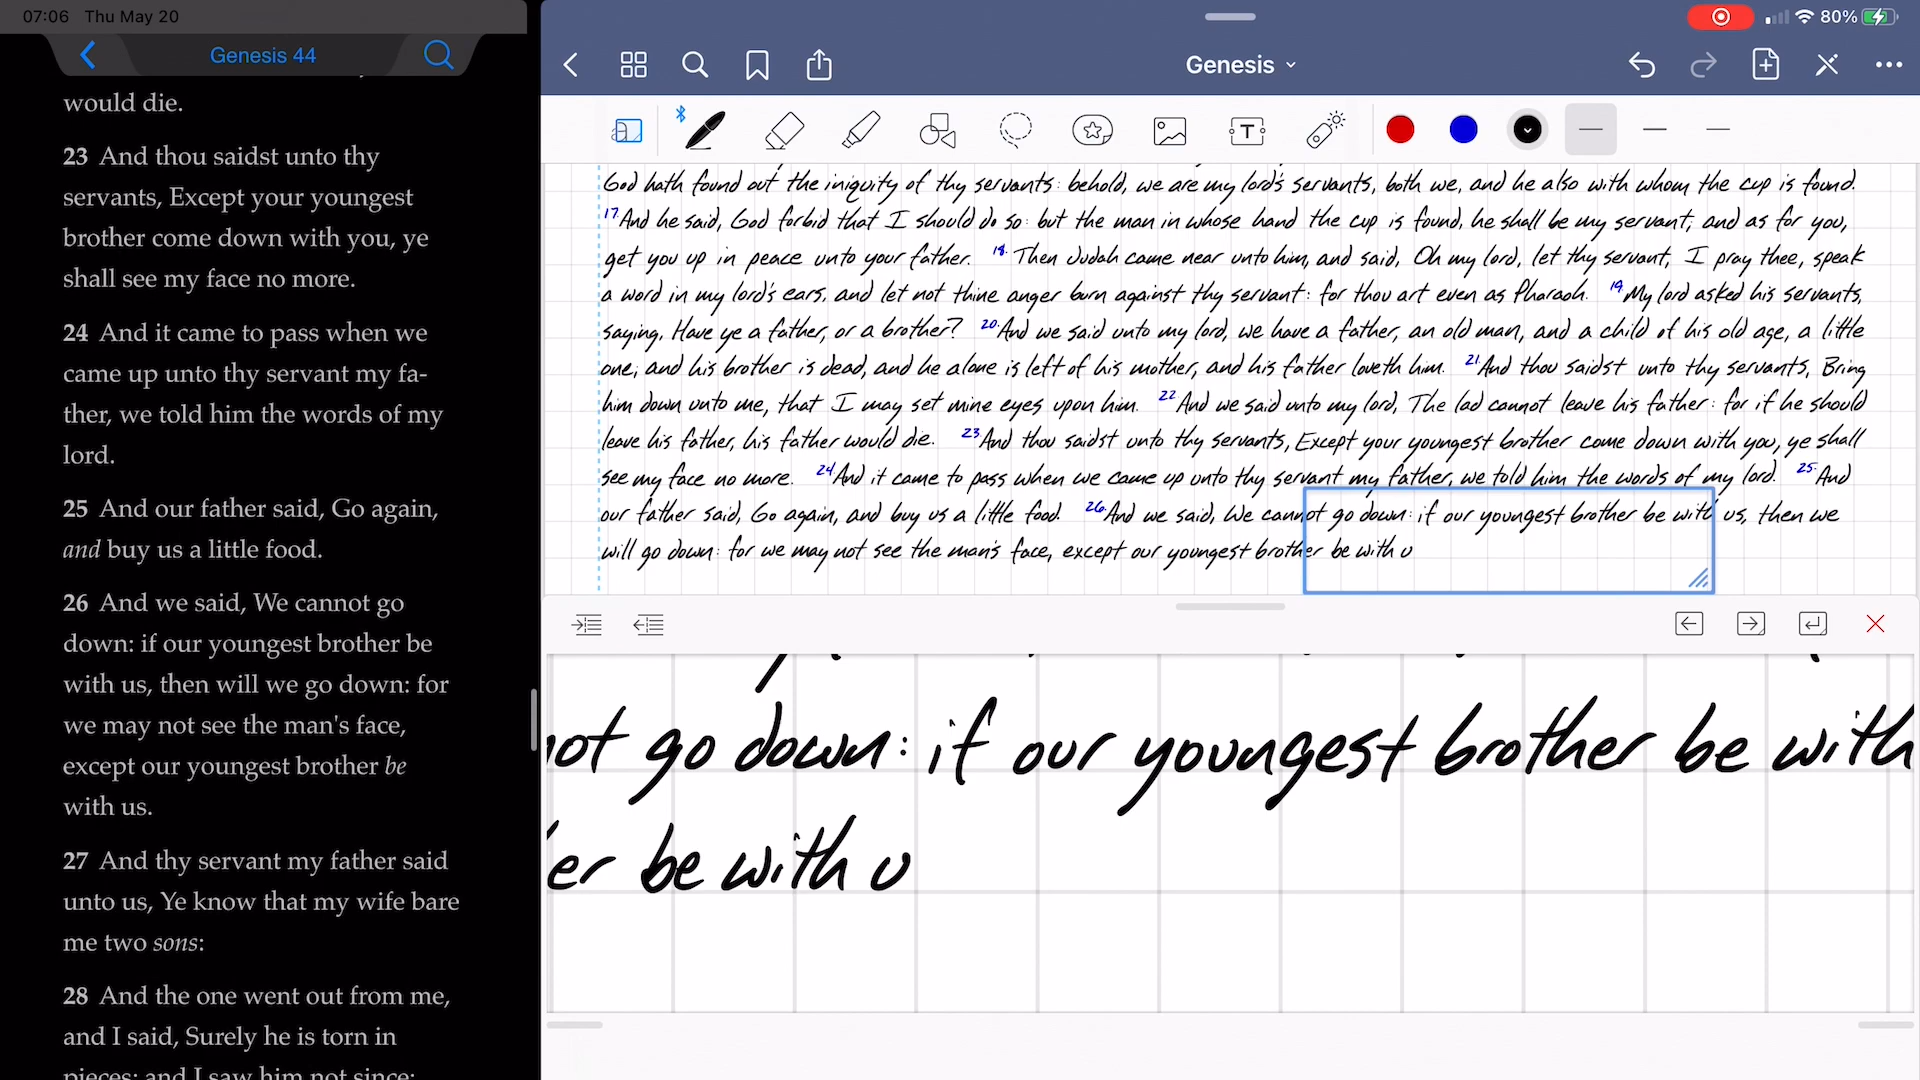 07:06 Thu May 20
Genesis 44
would die.
23 And thou saidst unto thy
servants, Except your youngest
brother come down with you, ye
shall see my face no more.
24 And it came to pass when we
came up unto thy servant my fa-
ther, we told him the words of my
lord.
25 And our father said, Go again,
and buy us a little food.
26 And we said, We cannot go
down: if our youngest brother be
with us, then will we go down: for
we may not see the man's face,
except our youngest brother be
with us.
27 And thy servant my father said
unto us, Ye know that my wife bare
me two sons:
28 And the one went out from me,
and I said, Surely he is torn in
pieces; and I saw him not since:
80%
Genesis
God hath found out the iniquity of thy servants: behold, we are my lord's servants, both we, and he also with whom the cup is found.
17. And he said, God forbid that I should do so: but the man in whose hand the cup is found, he shall be my servant; and as for you,
get you up in peace unto your father. 18. Then Judah came near unto him, and said, Oh my lord, let thy servant, I pray thee, speak
a word in my lord's ears, and let not thine anger burn against thy servant: for thou art even as Pharaoh. 19. My lord asked his servants,
saying, Have ye a father, or a brother? 20. And we said unto my lord, we have a father, an old man, and a child of his old age, a little
one; and his brother is dead, and he alone is left of his mother, and his father loveth him. 21. And thou saidst unto thy servants, Bring
him down unto me, that I may set mine eyes upon him. 22 And we said unto my lord, The lad cannot leave his father: for if he should
leave his father, his father would die. 23 And thou saidst unto thy servants, Except your youngest brother come down with you, ye shall
see my face no more. 24 And it came to pass when we came up unto thy servant my father, we told him the words of my lord. 25. And
our father said, Go again, and buy us a little food. 26. And we said, We cannot go down: if our youngest brother be with us, then we
will go down: for we may not see the man's face, except our youngest brother be with u
not go down: if our youngest brother be with
er be with u